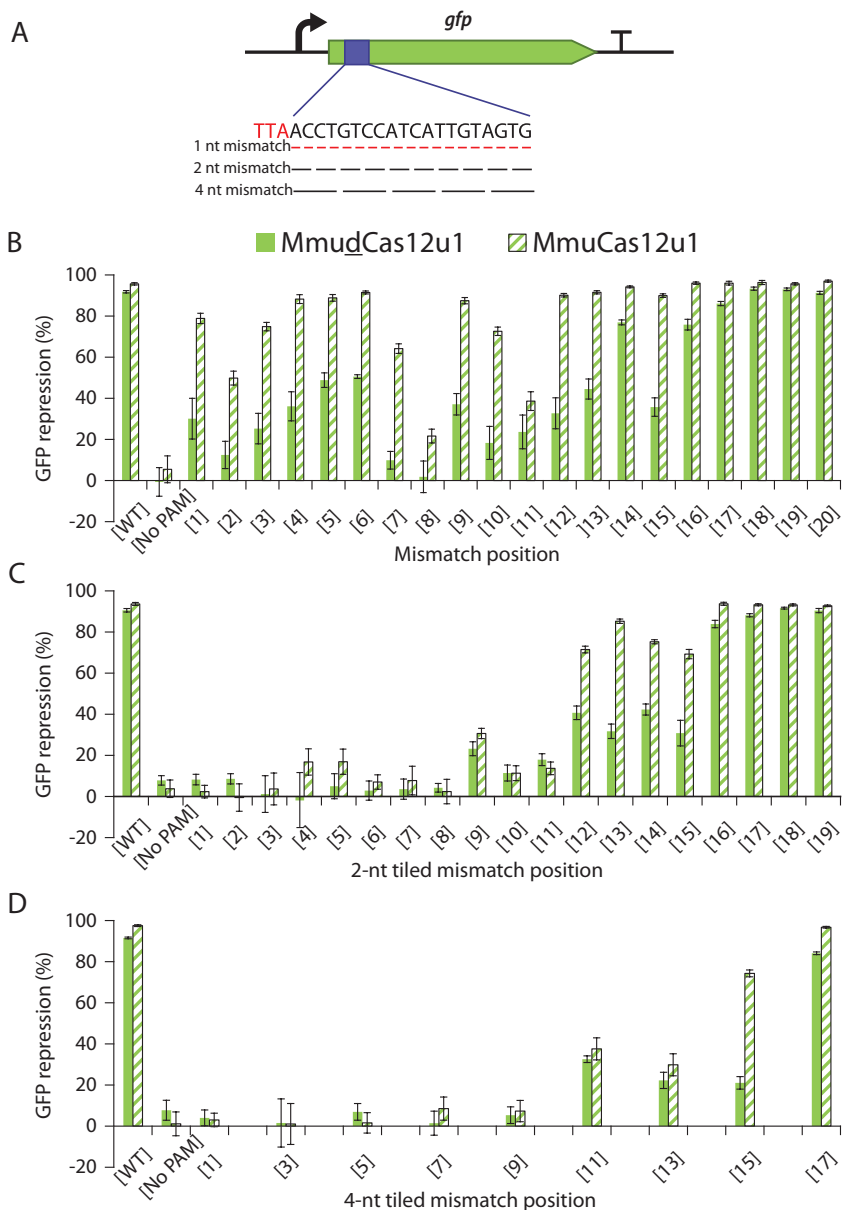 A
gfp
TTAACCTGTCCATCATTGTAGTG
1 nt mismatch
2 nt mismatch
4 nt mismatch
B
MmudCas12u1 MmuCas12u1
GFP repression (%)
100
80
60
40
20
0
-20
[WT] [No PAM] [1] [2] [3] [4] [5] [6] [7] [8] [9] [10] [11] [12] ]13] [14] [15] [16] [17] [18] [19] [20]
Mismatch position
C
GFP repression (%)
100
80
60
40
20
0
-20
[WT] [No PAM] [1] [2] [3] [4] [5] [6] [7] [8] [9] [10] [11] [12] [13] [14] [15] [16] [17] [18] [19]
2-nt tiled mismatch position
D
GFP repression (%)
100
80
60
40
20
0
-20
[WT] [No PAM] [1] [3] [5] [7] [9] [11] [13] [15] [17]
4-nt tiled mismatch position